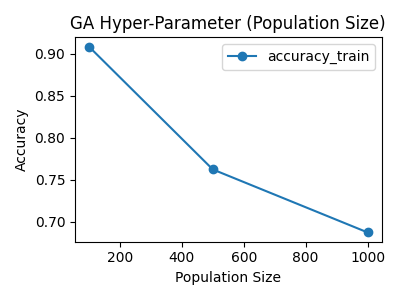 GA Hyper-Parameter (Population Size)
accuracy_train
Accuracy
0.90
0.85
0.80
0.75
0.70
200 400 600 800 1000
Population Size